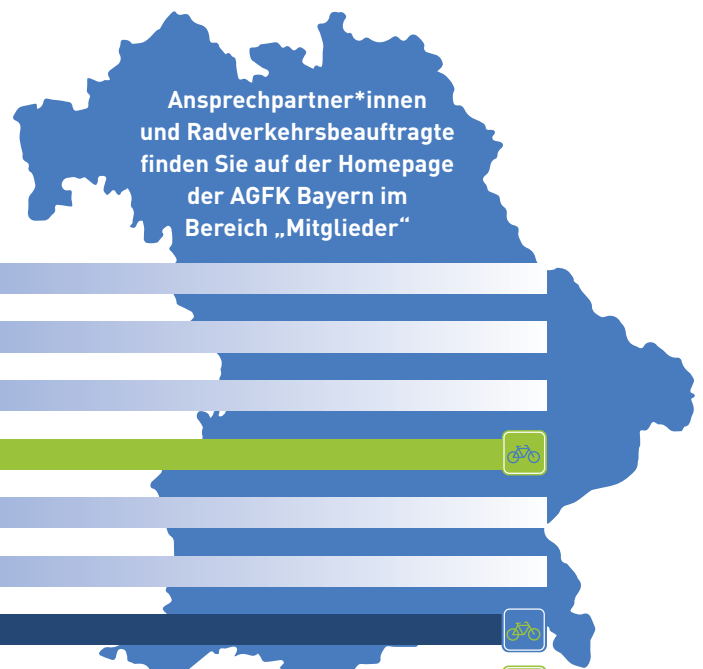 Ansprechpartner*innen
und Radverkehrsbeauftragte
finden Sie auf der Homepage
der AGFK Bayern im
Bereich „Mitglieder“